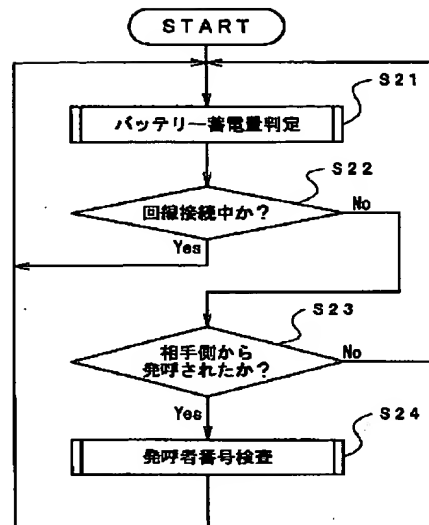 START
S21
バッテリー蓄電量判定
S22
回線接続中か?
No
Yes
S23
相手側から
発呼されたか?
No
Yes
S24
発呼者番号検査